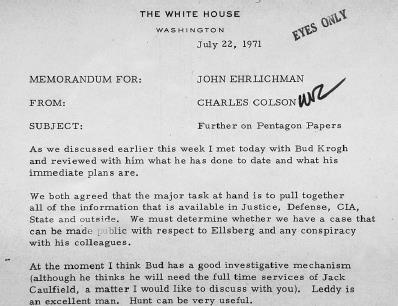 THE WHITE HOUSE
WASHINGTON
EYES ONLY
July 22, 1971
MEMORANDUM FOR: JOHN EHRLICHMAN
FROM: CHARLES COLSON
SUBJECT: Further on Pentagon Papers
As we discussed earlier this week I met today with Bud Krogh
and reviewed with him what he has done to date and what his
immediate plans are.
We both agreed that the major task at hand is to pull together
all of the information that is available in Justice, Defense, CIA,
State and outside. We must determine whether we have a case that
can be made public with respect to Ellsberg and any conspiracy
with his colleagues.
At the moment I think Bud has a good investigative mechanism
(although he thinks he will need the full time services of Jack
Caulfield, a matter I would like to discuss with you). Leddy is
an excellent man. Hunt can be very useful.